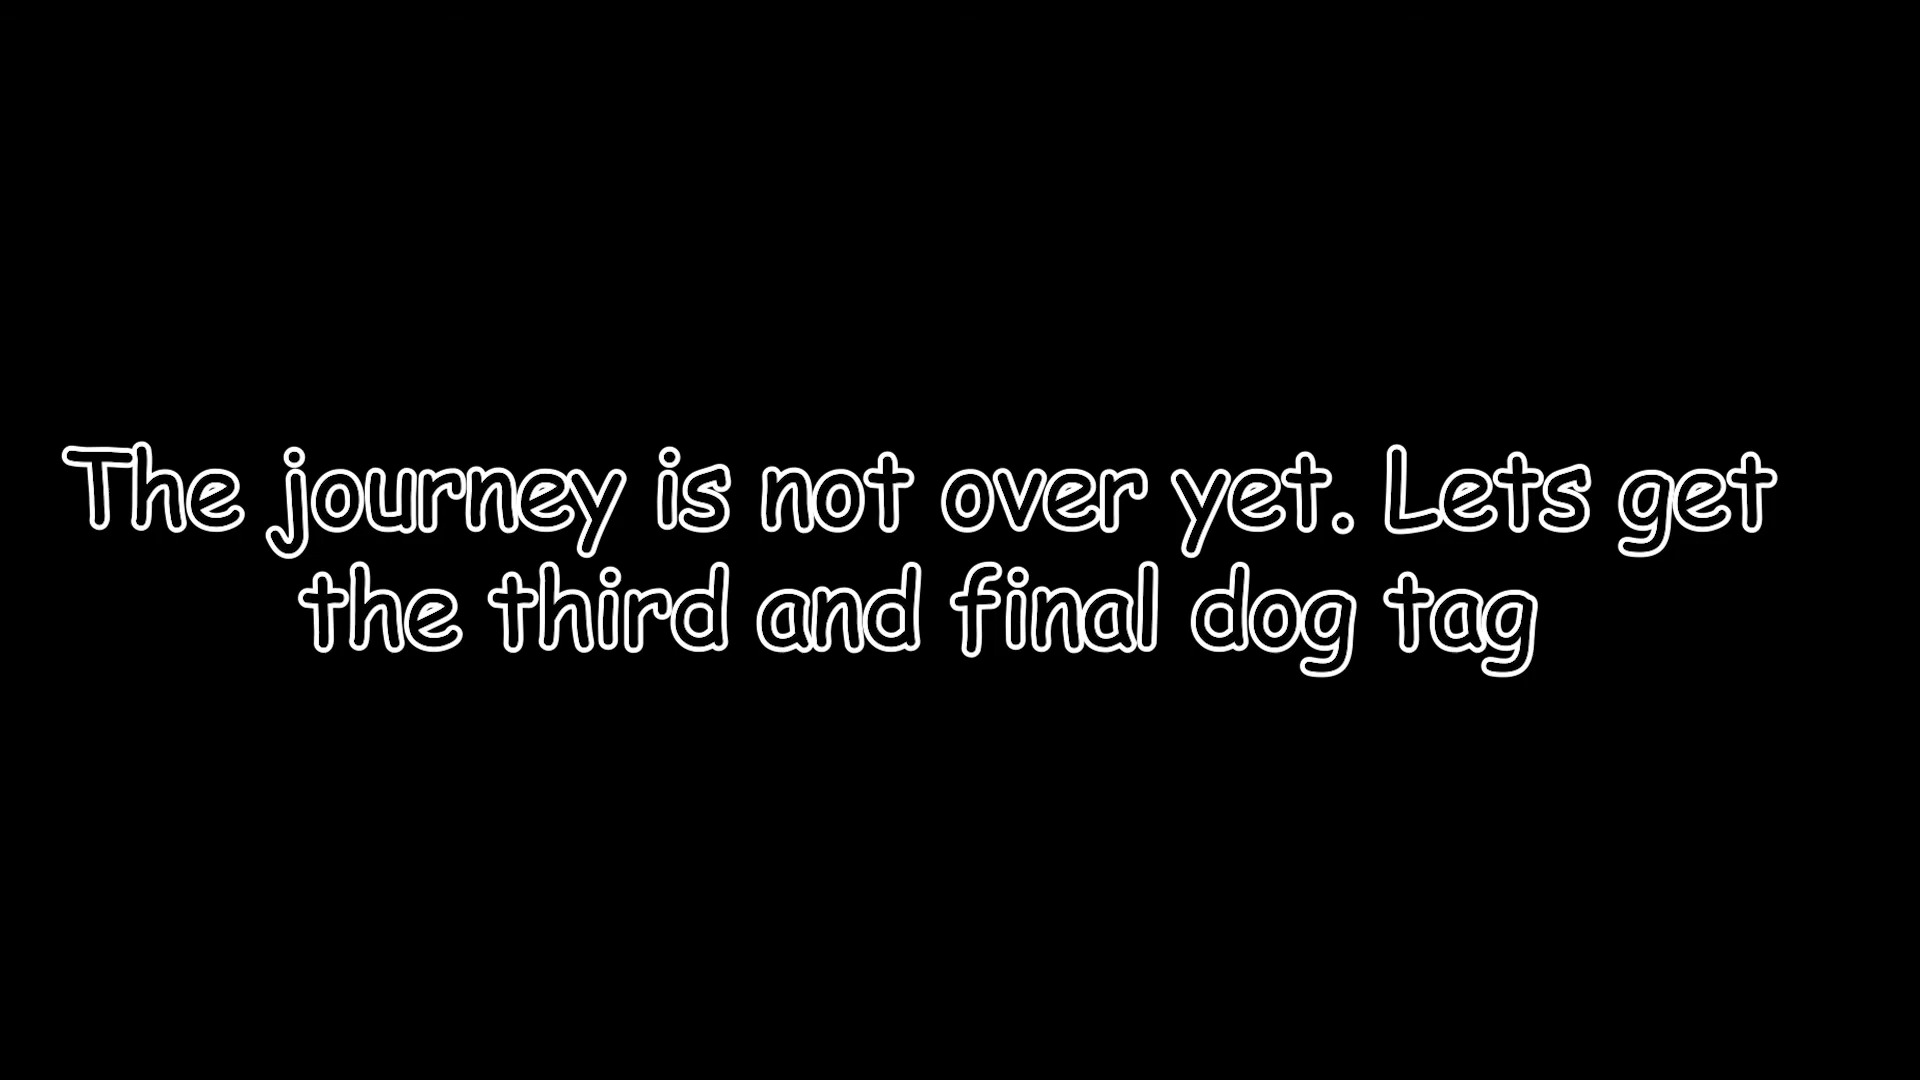 The journey is not over yet. Lets get
the third and final dog tag